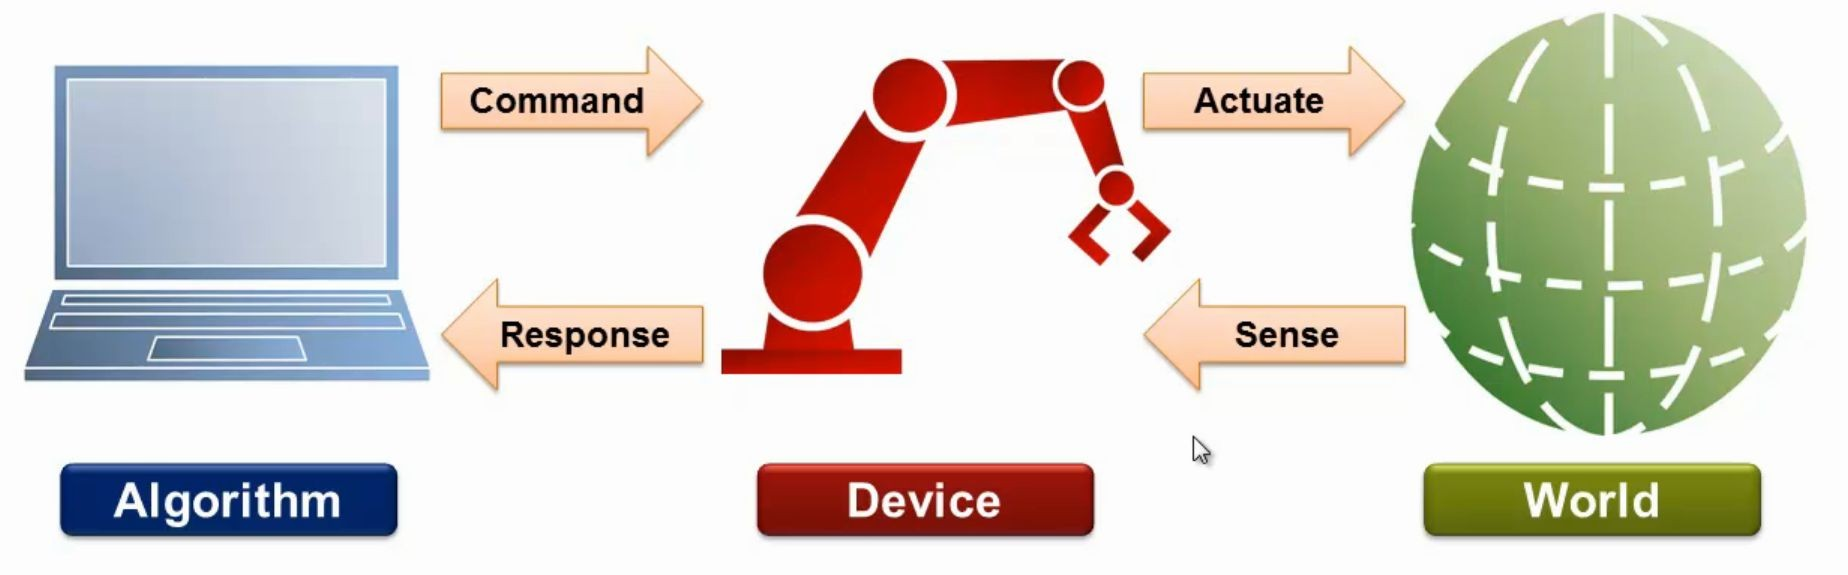 Command
Actuate
Response
Sense
Algorithm
Device
World